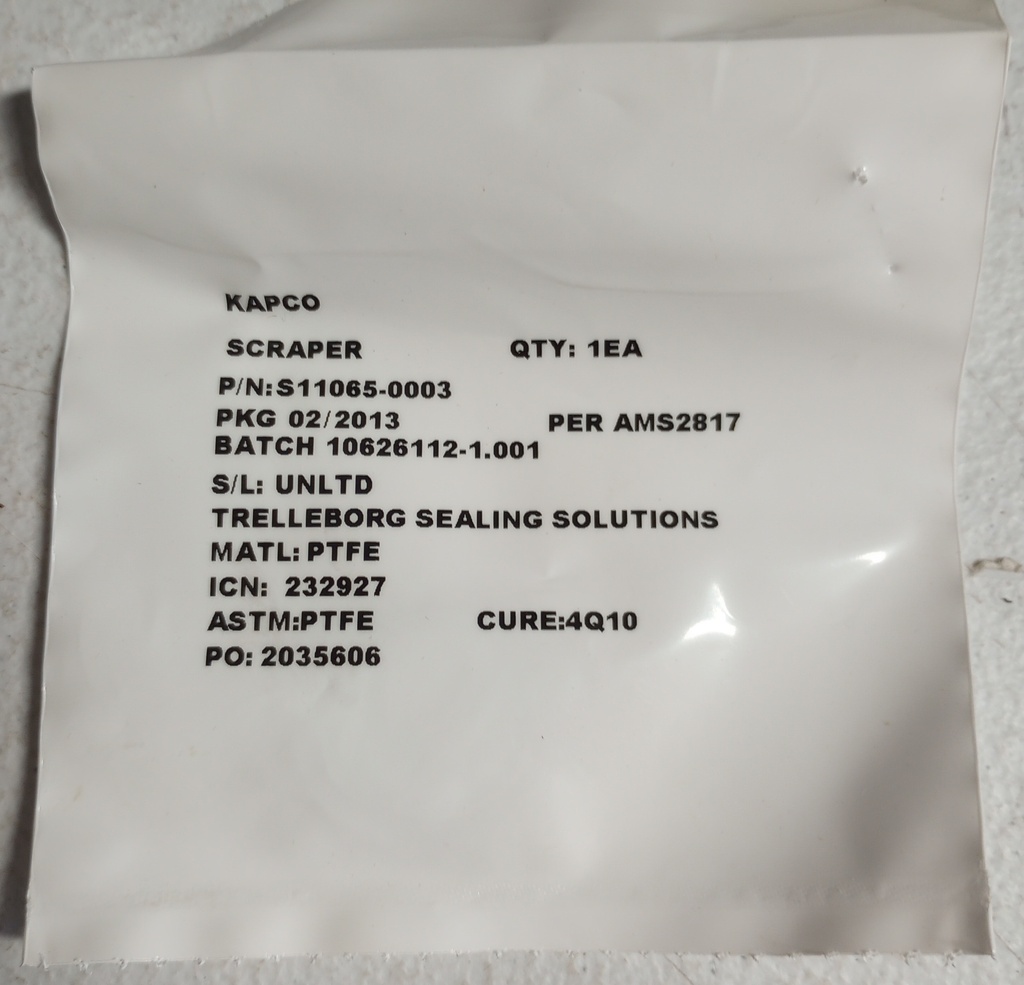 KAPCO
SCRAPER QTY: 1EA
P/N:S11065-0003
PKG 02/2013 PER AMS2817
BATCH 10626112-1.001
S/L: UNLTD
TRELLEBORG SEALING SOLUTIONS
MATL: PTFE
ICN: 232927
ASTM:PTFE CURE:4Q10
PO: 2035606